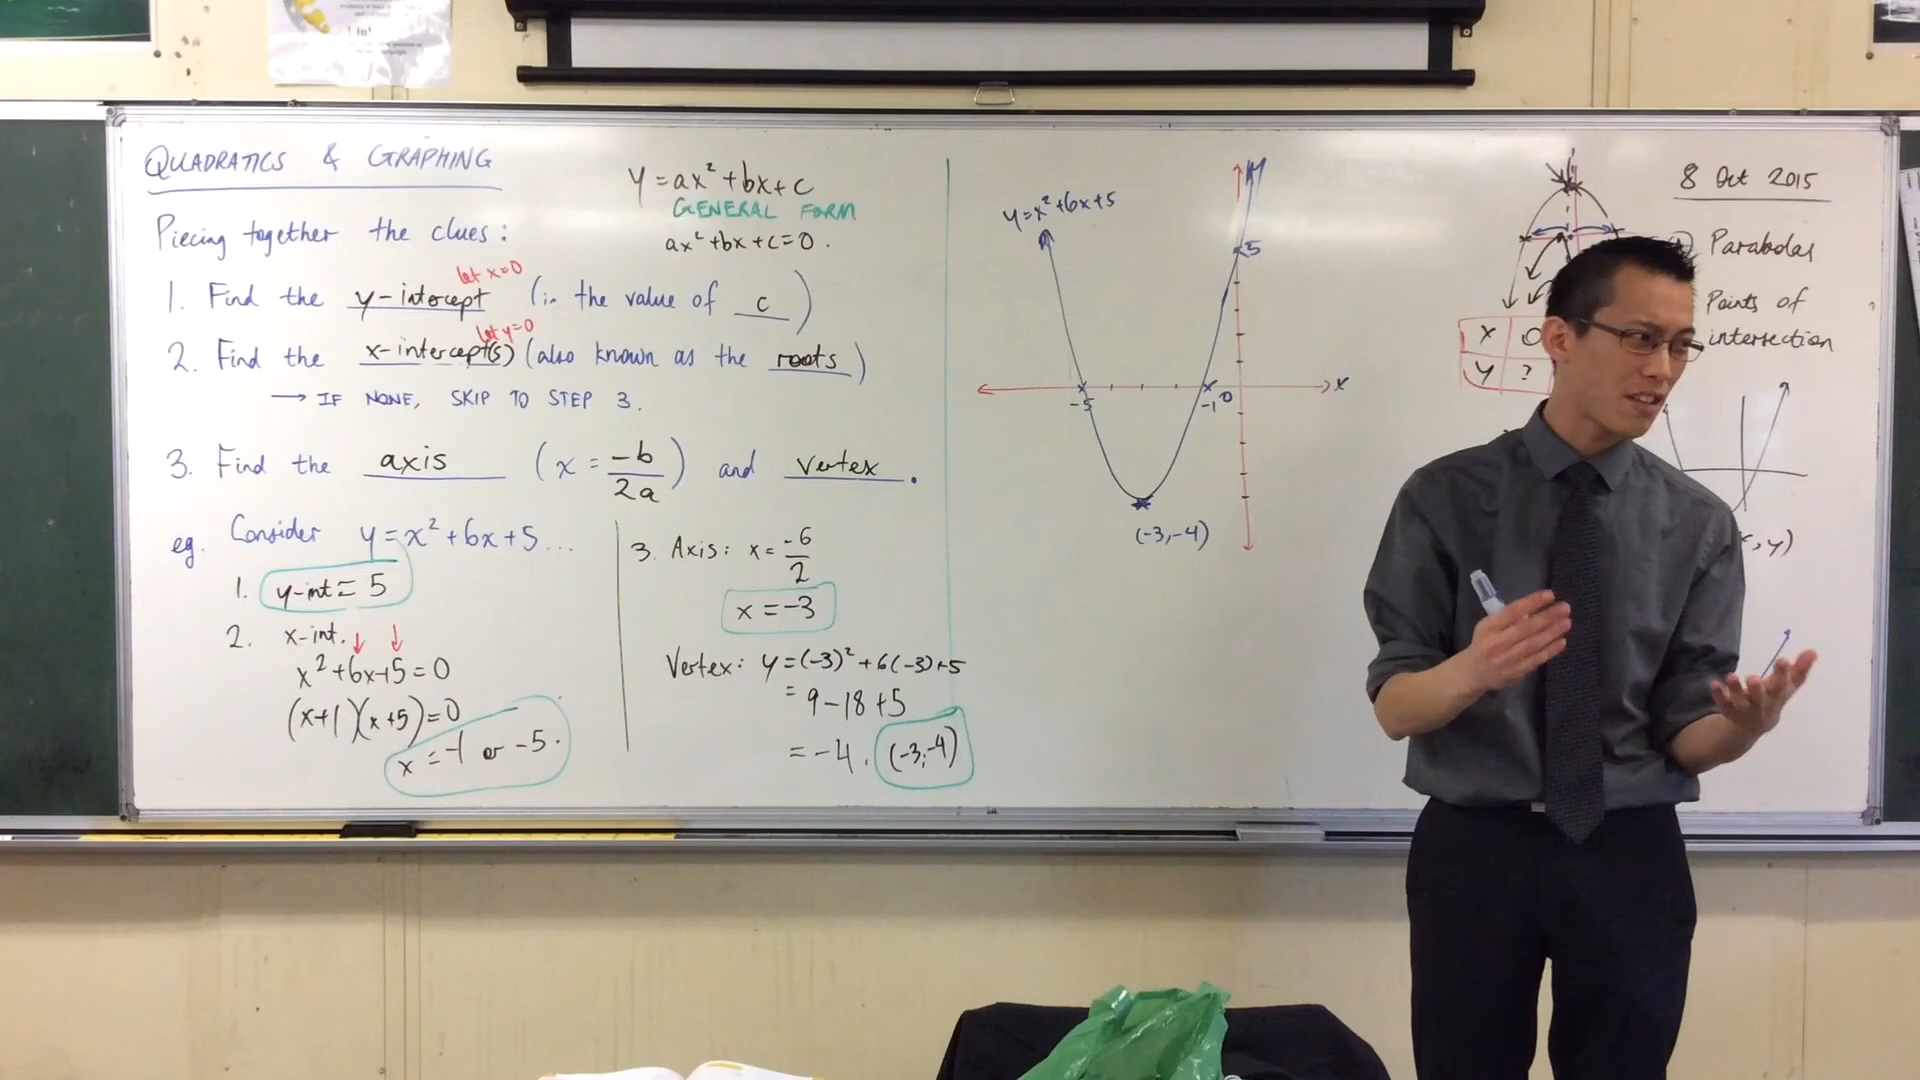 QUADRATICS & GRAPHING
Piecing together the clues:
y=ax²+bx+c
GENERAL FORM
ax²+bx+c=0.
let x=0
1. Find the y-intercept (in the value of c)
let y=0
2. Find the x-intercept(s) (also known as the roots)
→ IF NONE, SKIP TO STEP 3.
3. Find the axis (x = -b/2a) and vertex.
eg. Consider y=x²+6x+5...
1. y-int = 5
2. x-int.
x²+6x+5=0
(x+1)(x+5)=0
x=-1 or -5.
3. Axis: x = -6/2
x=-3
Vertex: y=(-3)²+6(-3)+5
= 9-18+5
= -4. (-3,-4)
y=x²+6x+5
5
-5
-1
0
x
(-3,-4)
8 Oct 2015
Parabolas
Points of
intersection
x 0
y ?
, y)